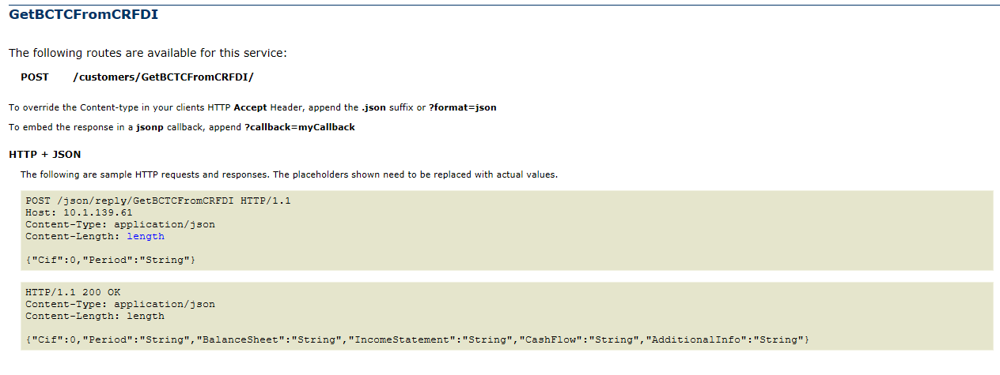 GetBCTCFromCRFDI
The following routes are available for this service:
POST /customers/GetBCTCFromCRFDI/
To override the Content-type in your clients HTTP Accept Header, append the .json suffix or ?format=json
To embed the response in a jsonp callback, append ?callback=myCallback
HTTP + JSON
The following are sample HTTP requests and responses. The placeholders shown need to be replaced with actual values.
POST /json/reply/GetBCTCFromCRFDI HTTP/1.1
Host: 10.1.139.61
Content-Type: application/json
Content-Length: length
{"Cif":0,"Period":"String"}
HTTP/1.1 200 OK
Content-Type: application/json
Content-Length: length
{"Cif":0,"Period":"String","BalanceSheet":"String","IncomeStatement":"String","CashFlow":"String","AdditionalInfo":"String"}